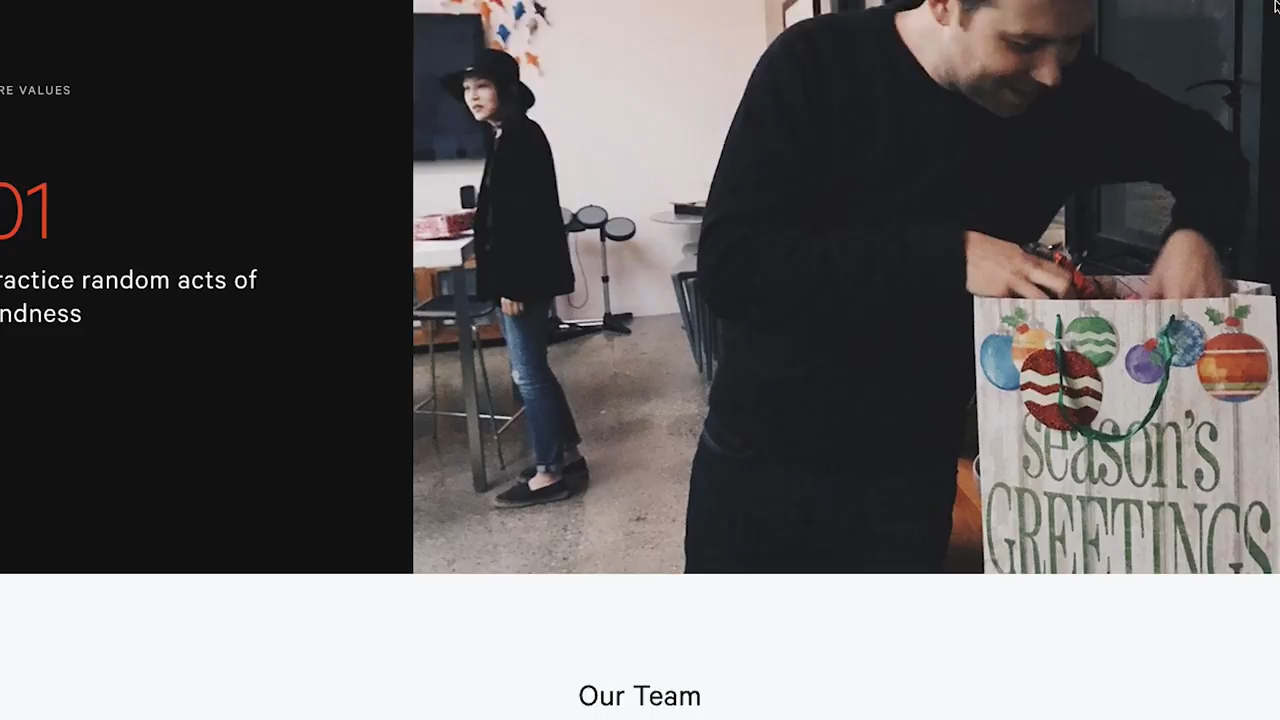 RE VALUES
01
ractice random acts of
ndness
season's
GREETINGS
Our Team